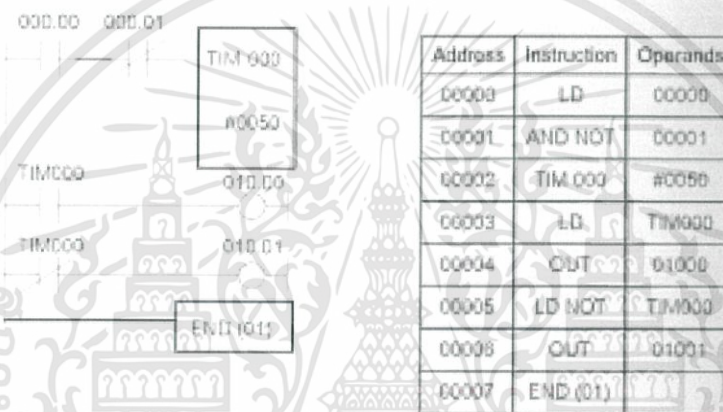 000.00 000.01
TIM 000
#0050
TIM000
010.00
TIM000
010.01
END (01)
Address Instruction Operands
00000 LD 00000
00001 AND NOT 00001
00002 TIM 000 #0050
00003 LD TIM000
00004 OUT 01000
00005 LD NOT TIM000
00006 OUT 01001
00007 END (01)